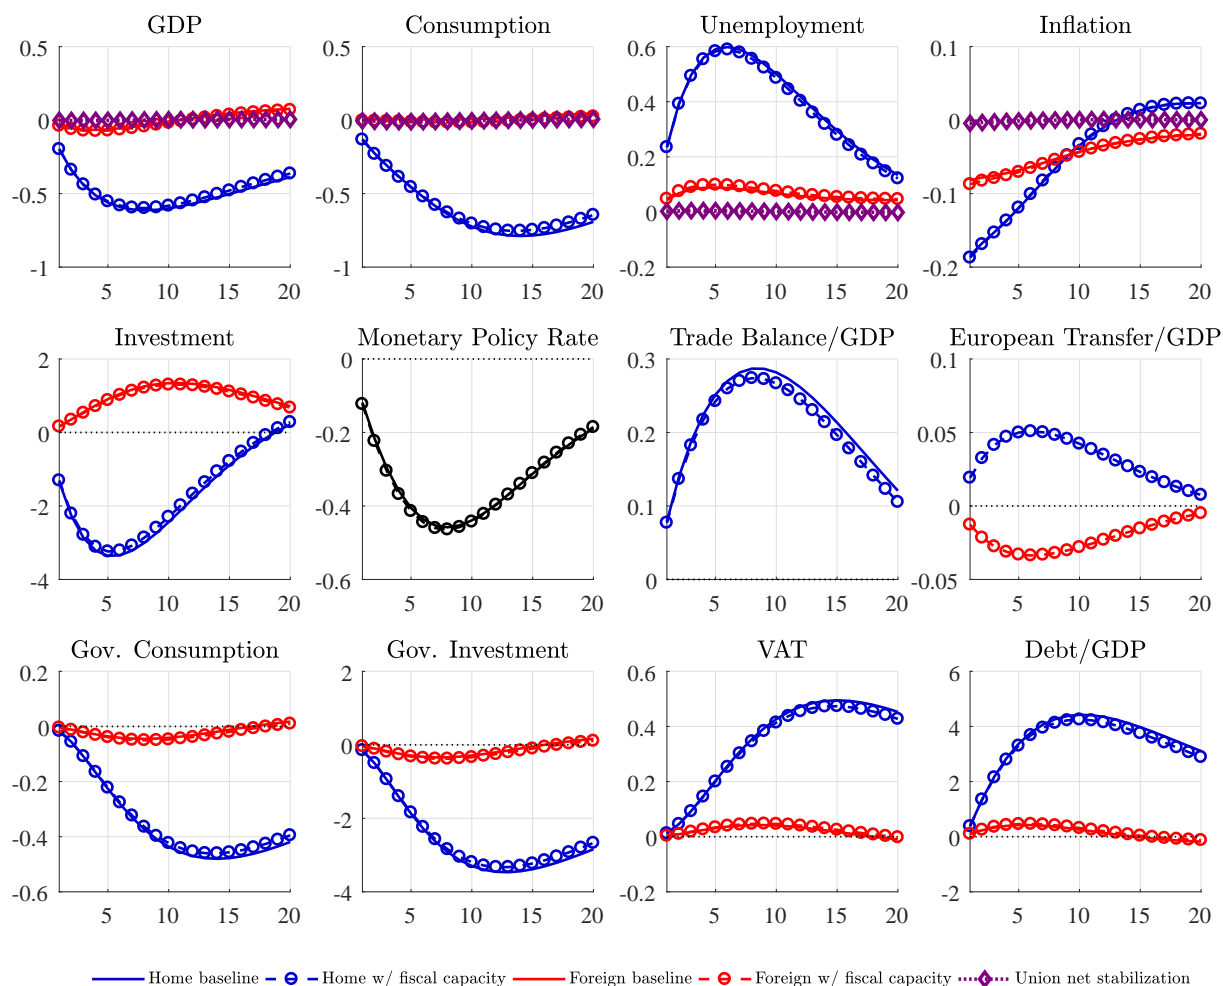 GDP
Consumption
Unemployment
Inflation
0.5
0
-0.5
-1
5 10 15 20
0.5
0
-0.5
-1
5 10 15 20
0.6
0.4
0.2
0
-0.2
5 10 15 20
0.1
0
-0.1
-0.2
5 10 15 20
Investment
Monetary Policy Rate
Trade Balance/GDP
European Transfer/GDP
2
0
-2
-4
5 10 15 20
0
-0.2
-0.4
-0.6
5 10 15 20
0.3
0.2
0.1
0
5 10 15 20
0.1
0.05
0
-0.05
5 10 15 20
Gov. Consumption
Gov. Investment
VAT
Debt/GDP
0.2
0
-0.2
-0.4
-0.6
5 10 15 20
2
0
-2
-4
5 10 15 20
0.6
0.4
0.2
0
-0.2
5 10 15 20
6
4
2
0
-2
5 10 15 20
Home baseline Home w/ fiscal capacity Foreign baseline Foreign w/ fiscal capacity Union net stabilization